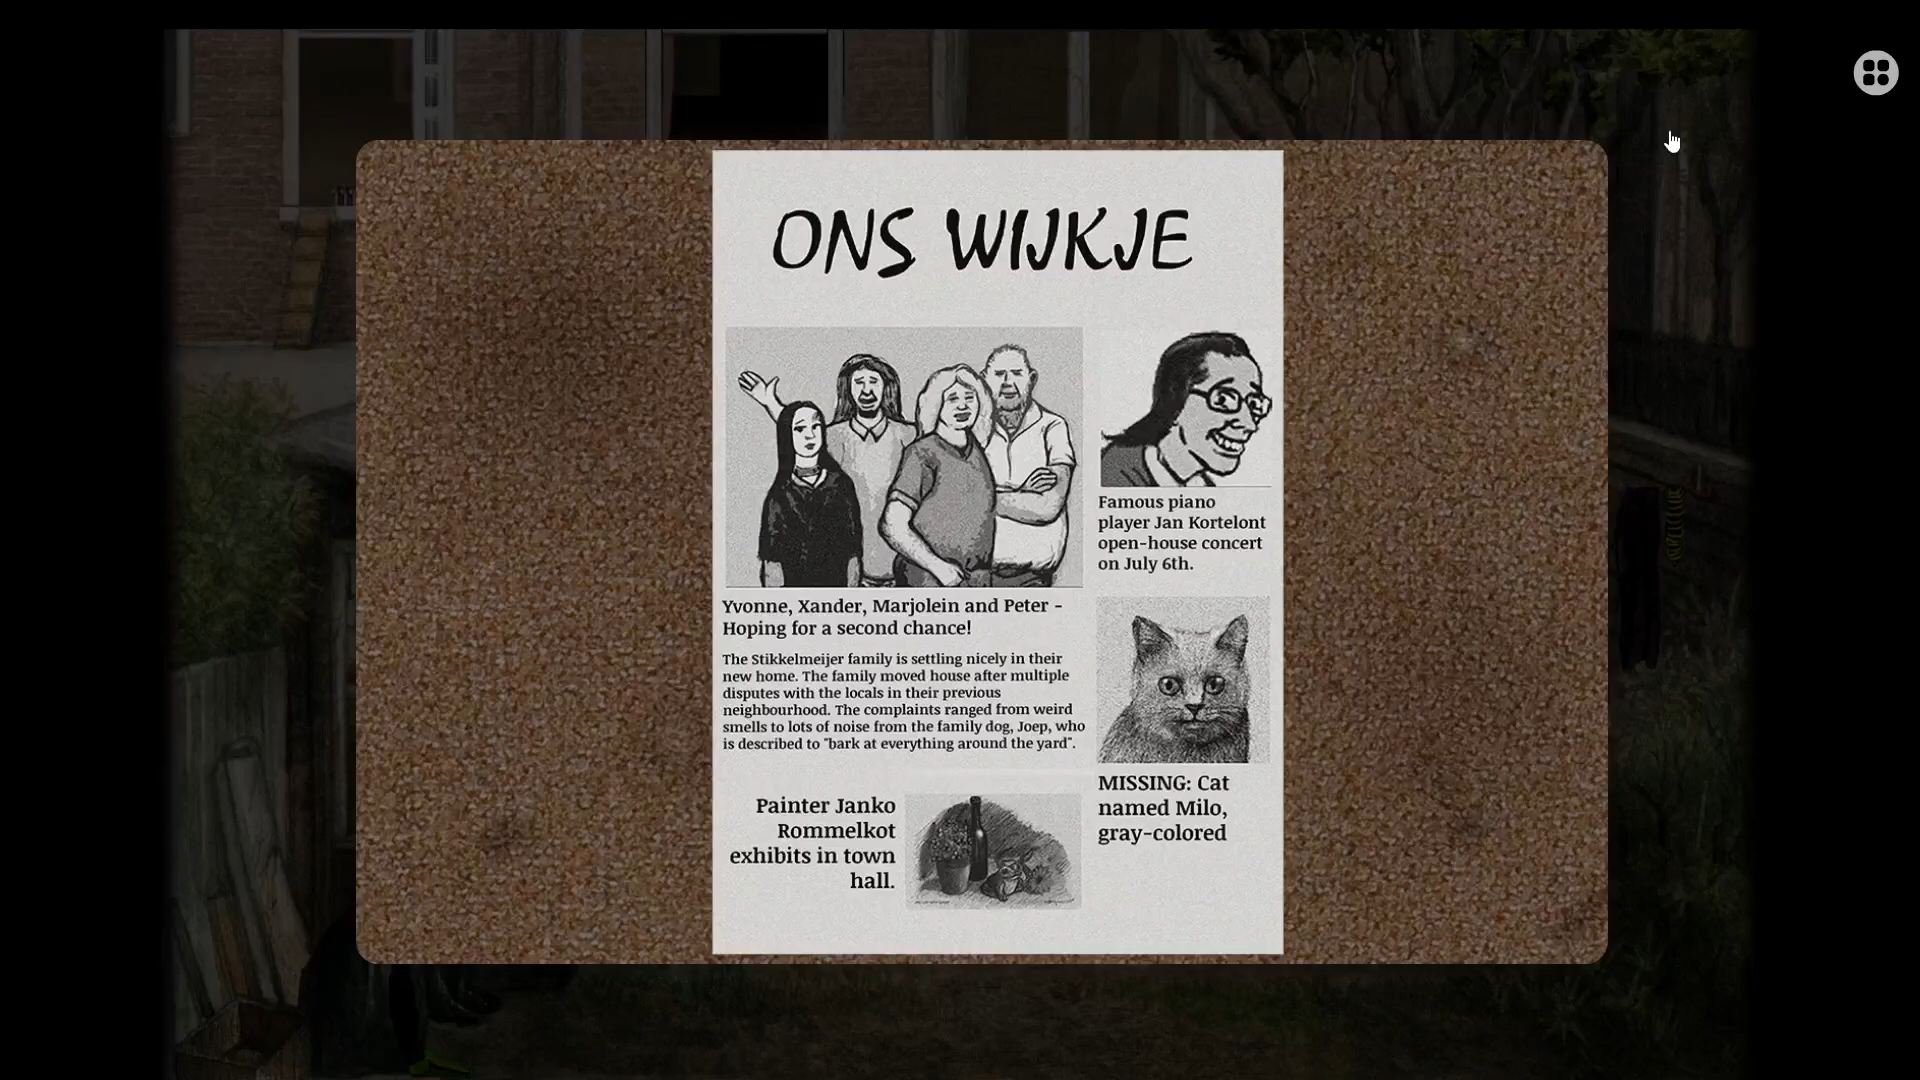 ONS WIJKJE
Yvonne, Xander, Marjolein and Peter -
Hoping for a second chance!
The Stikkelmeijer family is settling nicely in their
new home. The family moved house after multiple
disputes with the locals in their previous
neighbourhood. The complaints ranged from weird
smells to lots of noise from the family dog, Joep, who
is described to "bark at everything around the yard".
Painter Janko
Rommelkot
exhibits in town
hall.
Famous piano
player Jan Kortelont
open-house concert
on July 6th.
MISSING: Cat
named Milo,
gray-colored